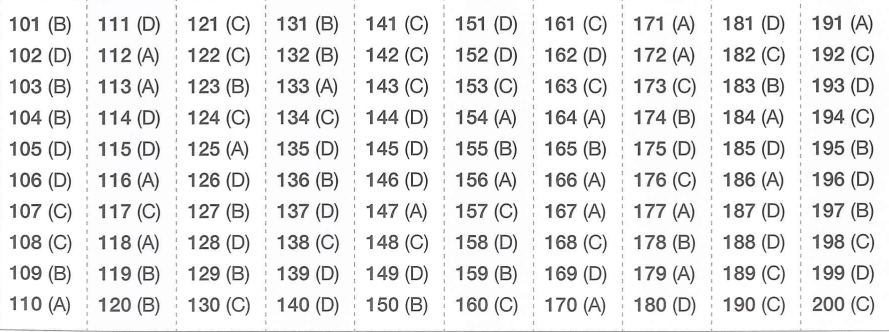 101 (B) 111 (D) 121 (C) 131 (B) 141 (C) 151 (D) 161 (C) 171 (A) 181 (D) 191 (A)
102 (D) 112 (A) 122 (C) 132 (B) 142 (C) 152 (D) 162 (D) 172 (A) 182 (C) 192 (C)
103 (B) 113 (A) 123 (B) 133 (A) 143 (C) 153 (C) 163 (C) 173 (C) 183 (B) 193 (D)
104 (B) 114 (D) 124 (C) 134 (C) 144 (D) 154 (A) 164 (A) 174 (B) 184 (A) 194 (C)
105 (D) 115 (D) 125 (A) 135 (D) 145 (D) 155 (B) 165 (B) 175 (D) 185 (D) 195 (B)
106 (D) 116 (A) 126 (D) 136 (B) 146 (D) 156 (A) 166 (A) 176 (C) 186 (A) 196 (D)
107 (C) 117 (C) 127 (B) 137 (D) 147 (A) 157 (C) 167 (A) 177 (A) 187 (D) 197 (B)
108 (C) 118 (A) 128 (D) 138 (C) 148 (C) 158 (D) 168 (C) 178 (B) 188 (D) 198 (C)
109 (B) 119 (B) 129 (B) 139 (D) 149 (D) 159 (B) 169 (D) 179 (A) 189 (C) 199 (D)
110 (A) 120 (B) 130 (C) 140 (D) 150 (B) 160 (C) 170 (A) 180 (D) 190 (C) 200 (C)